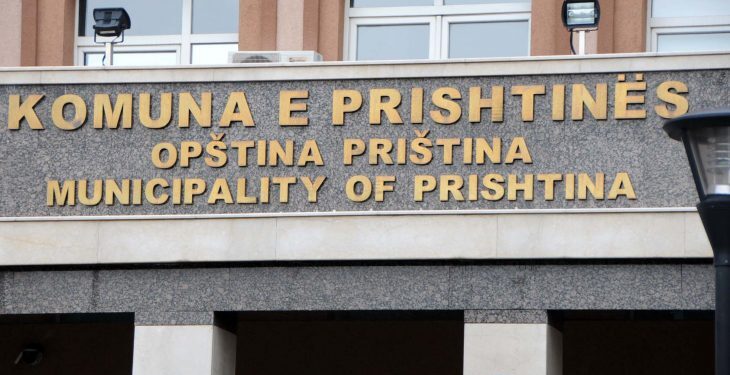 KOMUNA E PRISHTINËS
OPŠTINA PRIŠTINA
MUNICIPALITY OF PRISHTINA